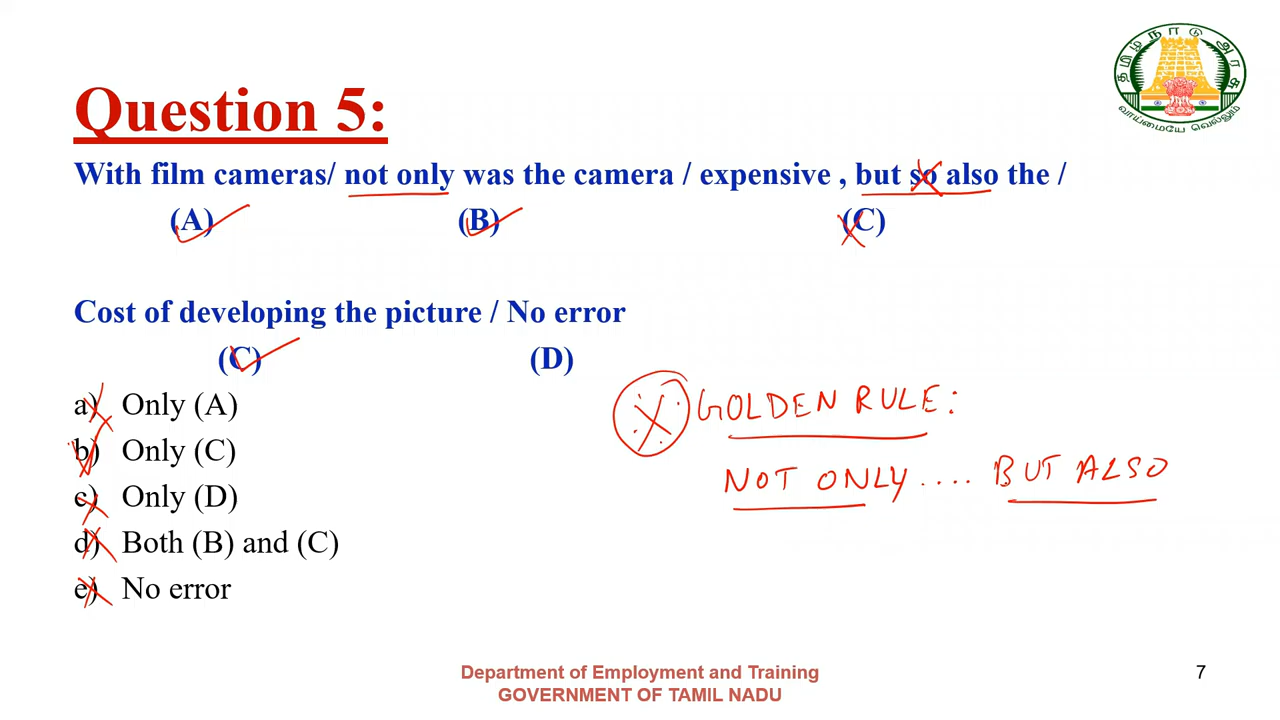 தமிழ்நாடு அரசு
வாய்மையே வெல்லும்
Question 5:
With film cameras/ not only was the camera / expensive , but so also the /
(A) (B) (C)
Cost of developing the picture / No error
(C) (D)
a) Only (A)
b) Only (C)
c) Only (D)
d) Both (B) and (C)
e) No error
GOLDEN RULE:
NOT ONLY .... BUT ALSO
Department of Employment and Training
GOVERNMENT OF TAMIL NADU
7